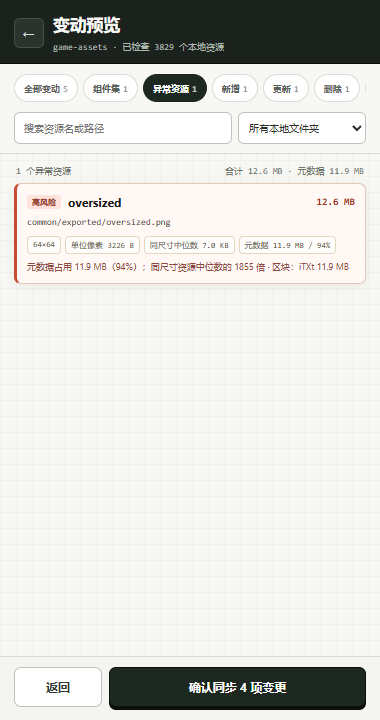 ←
变动预览
game-assets · 已检查 3829 个本地资源
全部变动 5
组件集 1
异常资源 1
新增 1
更新 1
删除 1
搜索资源名或路径
所有本地文件夹
1 个异常资源
合计 12.6 MB · 元数据 11.9 MB
高风险 oversized 12.6 MB
common/exported/oversized.png
64×64 单位像素 3226 B 同尺寸中位数 7.0 KB 元数据 11.9 MB / 94%
元数据占用 11.9 MB（94%）；同尺寸资源中位数的 1855 倍 · 区块：iTXt 11.9 MB
返回
确认同步 4 项变更